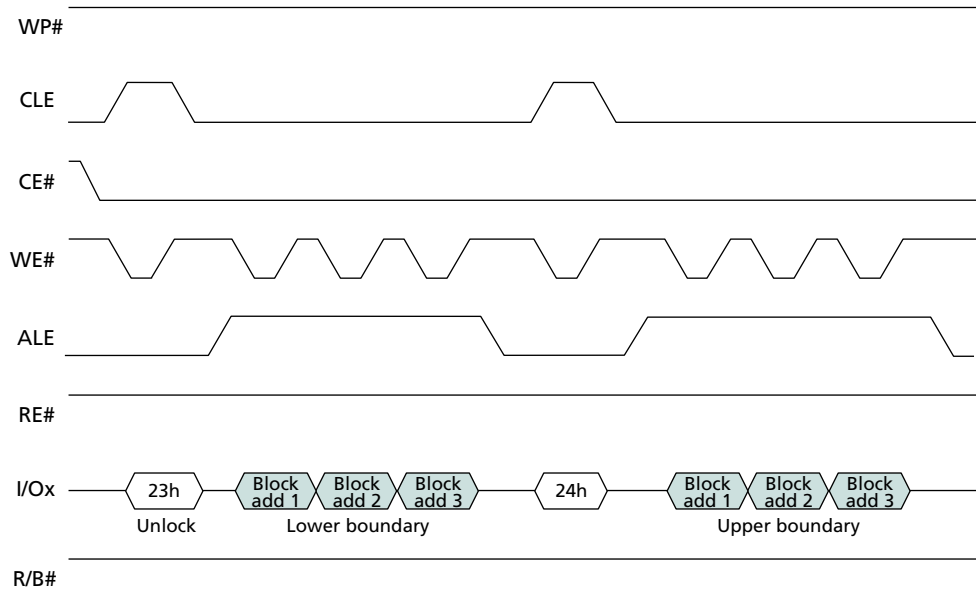 WP#
CLE
CE#
WE#
ALE
RE#
I/Ox
23h
Block add 1
Block add 2
Block add 3
24h
Block add 1
Block add 2
Block add 3
Unlock
Lower boundary
Upper boundary
R/B#